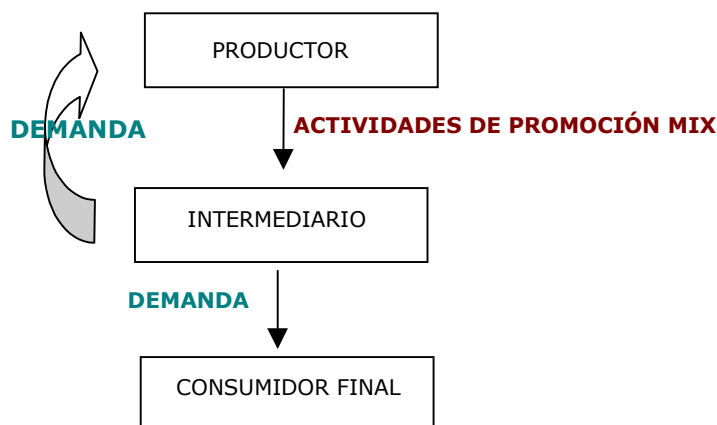 PRODUCTOR
DEMANDA
ACTIVIDADES DE PROMOCIÓN MIX
INTERMEDIARIO
DEMANDA
CONSUMIDOR FINAL